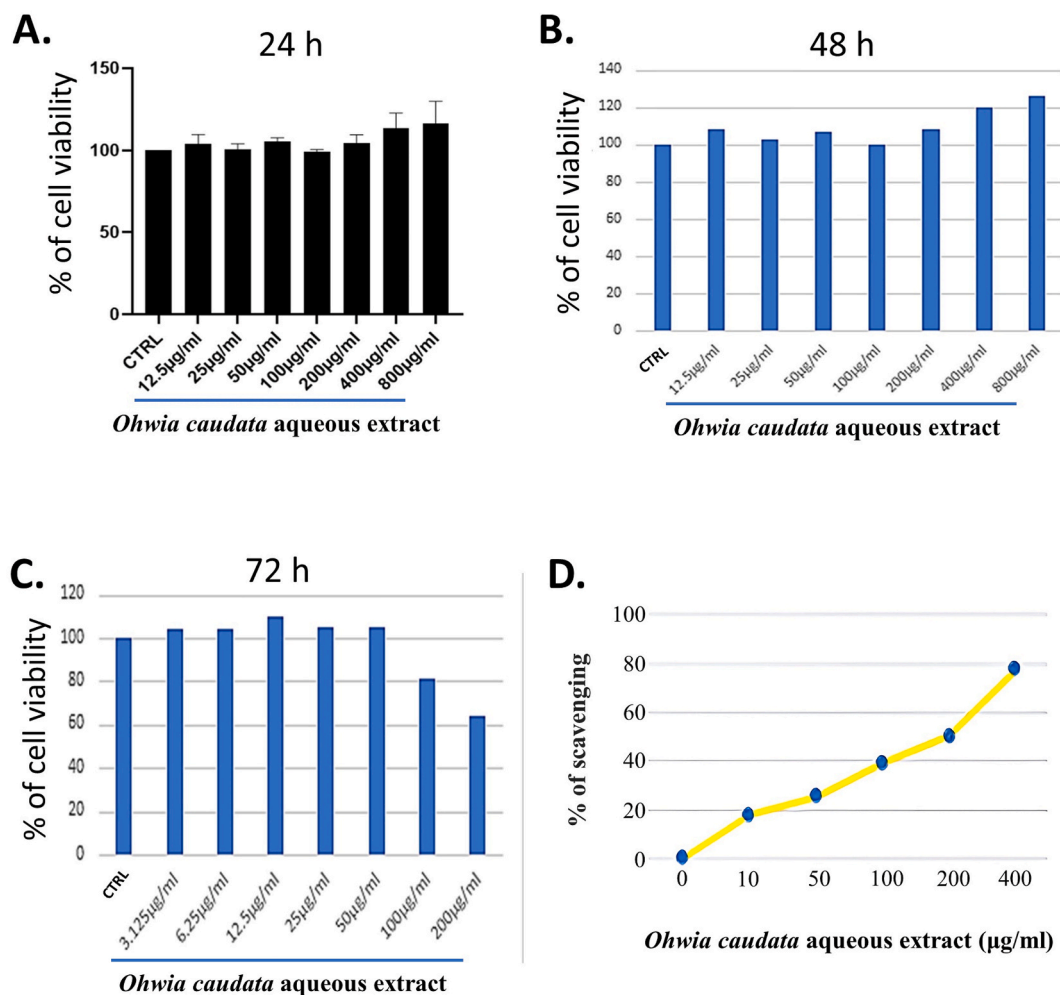 A.
24 h
% of cell viability
150
100
50
0
CTRL
12.5µg/ml
25µg/ml
50µg/ml
100µg/ml
200µg/ml
400µg/ml
800µg/ml
Ohwia caudata aqueous extract
B.
48 h
% of cell viability
140
120
100
80
60
40
20
0
CTRL
12.5µg/ml
25µg/ml
50µg/ml
100µg/ml
200µg/ml
400µg/ml
800µg/ml
Ohwia caudata aqueous extract
C.
72 h
% of cell viability
120
100
80
60
40
20
0
CTRL
3.125µg/ml
6.25µg/ml
12.5µg/ml
25µg/ml
50µg/ml
100µg/ml
200µg/ml
Ohwia caudata aqueous extract
D.
% of scavenging
100
80
60
40
20
0
0 10 50 100 200 400
Ohwia caudata aqueous extract (µg/ml)